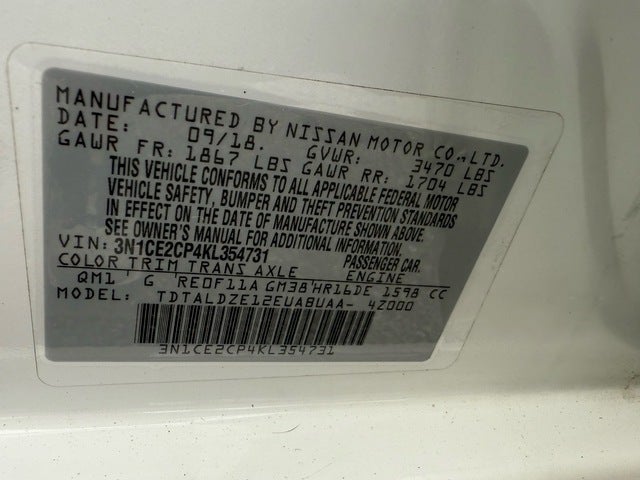 MANUFACTURED BY NISSAN MOTOR CO., LTD.
DATE: 09/18. GVWR: 3470 LBS
GAWR FR: 1867 LBS GAWR RR: 1704 LBS
THIS VEHICLE CONFORMS TO ALL APPLICABLE FEDERAL MOTOR
VEHICLE SAFETY, BUMPER AND THEFT PREVENTION STANDARDS
IN EFFECT ON THE DATE OF MANUFACTURE SHOWN ABOVE.
SEE OWNER'S MANUAL FOR ADDITIONAL INFORMATION.
VIN: 3N1CE2CP4KL354731 PASSENGER CAR.
COLOR TRIM TRANS AXLE ENGINE
QM1 G RE0F11A GM38 HR16DE 1598 CC
TDTALDZE12EUA8UAA- 4Z000
3N1CE2CP4KL354731